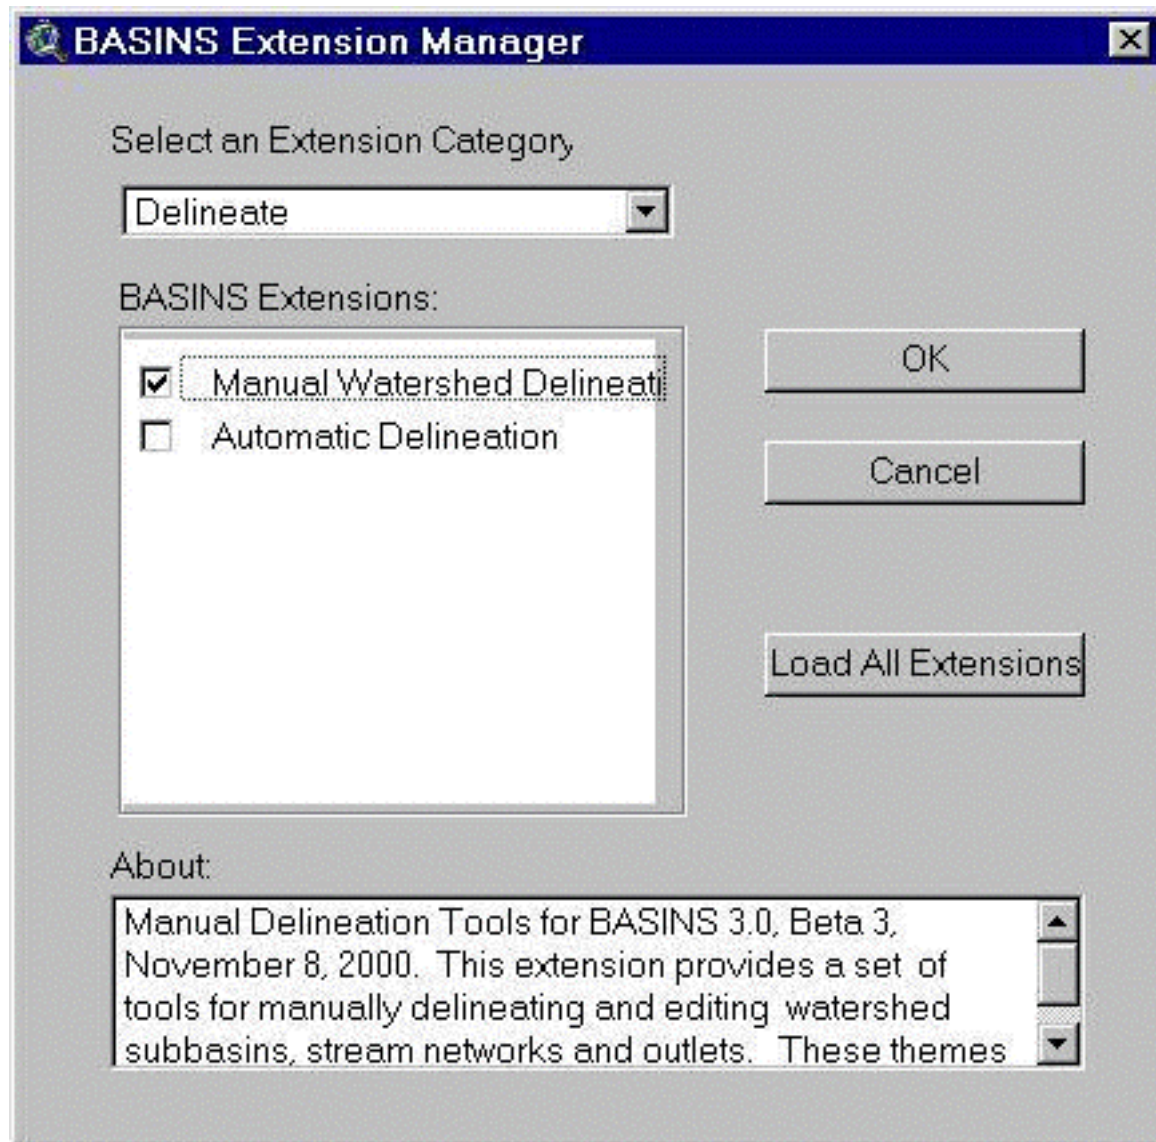 BASINS Extension Manager
Select an Extension Category
Delineate
BASINS Extensions:
Manual Watershed Delineati
Automatic Delineation
OK
Cancel
Load All Extensions
About:
Manual Delineation Tools for BASINS 3.0, Beta 3,
November 8, 2000. This extension provides a set of
tools for manually delineating and editing watershed
subbasins, stream networks and outlets. These themes